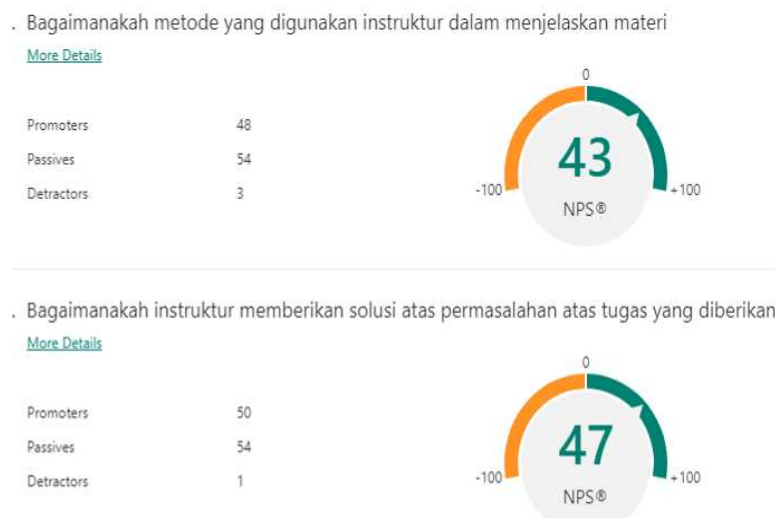 . Bagaimanakah metode yang digunakan instruktur dalam menjelaskan materi
More Details
Promoters 48
Passives 54
Detractors 3
0
43
NPS®
-100
+100
. Bagaimanakah instruktur memberikan solusi atas permasalahan atas tugas yang diberikan
More Details
Promoters 50
Passives 54
Detractors 1
0
47
NPS®
-100
+100